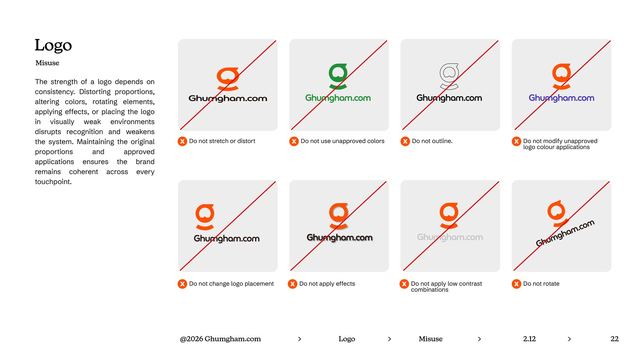 Logo
Misuse
The strength of a logo depends on
consistency. Distorting proportions,
altering colors, rotating elements,
applying effects, or placing the logo
in visually weak environments
disrupts recognition and weakens
the system. Maintaining the original
proportions and approved
applications ensures the brand
remains coherent across every
touchpoint.
Ghumgham.com
X Do not stretch or distort
Ghumgham.com
X Do not use unapproved colors
Ghumgham.com
X Do not outline.
Ghumgham.com
X Do not modify unapproved
logo colour applications
Ghumgham.com
X Do not change logo placement
Ghumgham.com
X Do not apply effects
Ghumgham.com
X Do not apply low contrast
combinations
Ghumgham.com
X Do not rotate
@2026 Ghumgham.com > Logo > Misuse > 2.12 > 22